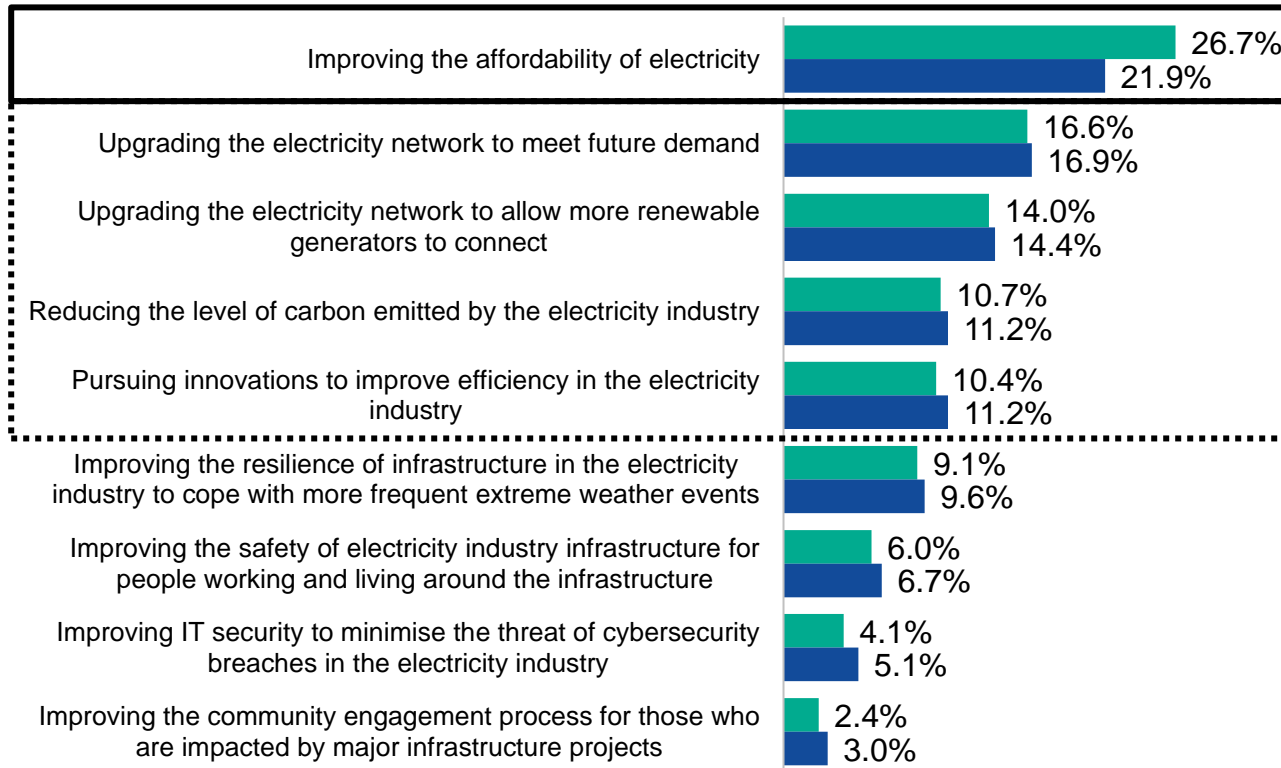 Improving the affordability of electricity
26.7%
21.9%
Upgrading the electricity network to meet future demand
16.6%
16.9%
Upgrading the electricity network to allow more renewable
generators to connect
14.0%
14.4%
Reducing the level of carbon emitted by the electricity industry
10.7%
11.2%
Pursuing innovations to improve efficiency in the electricity
industry
10.4%
11.2%
Improving the resilience of infrastructure in the electricity
industry to cope with more frequent extreme weather events
9.1%
9.6%
Improving the safety of electricity industry infrastructure for
people working and living around the infrastructure
6.0%
6.7%
Improving IT security to minimise the threat of cybersecurity
breaches in the electricity industry
4.1%
5.1%
Improving the community engagement process for those who
are impacted by major infrastructure projects
2.4%
3.0%